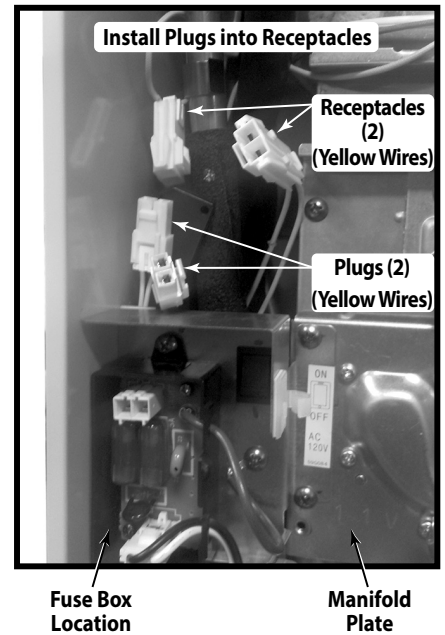 Install Plugs into Receptacles
Receptacles
(2)
(Yellow Wires)
Plugs (2)
(Yellow Wires)
ON
OFF
AC
120V
Fuse Box
Location
Manifold
Plate